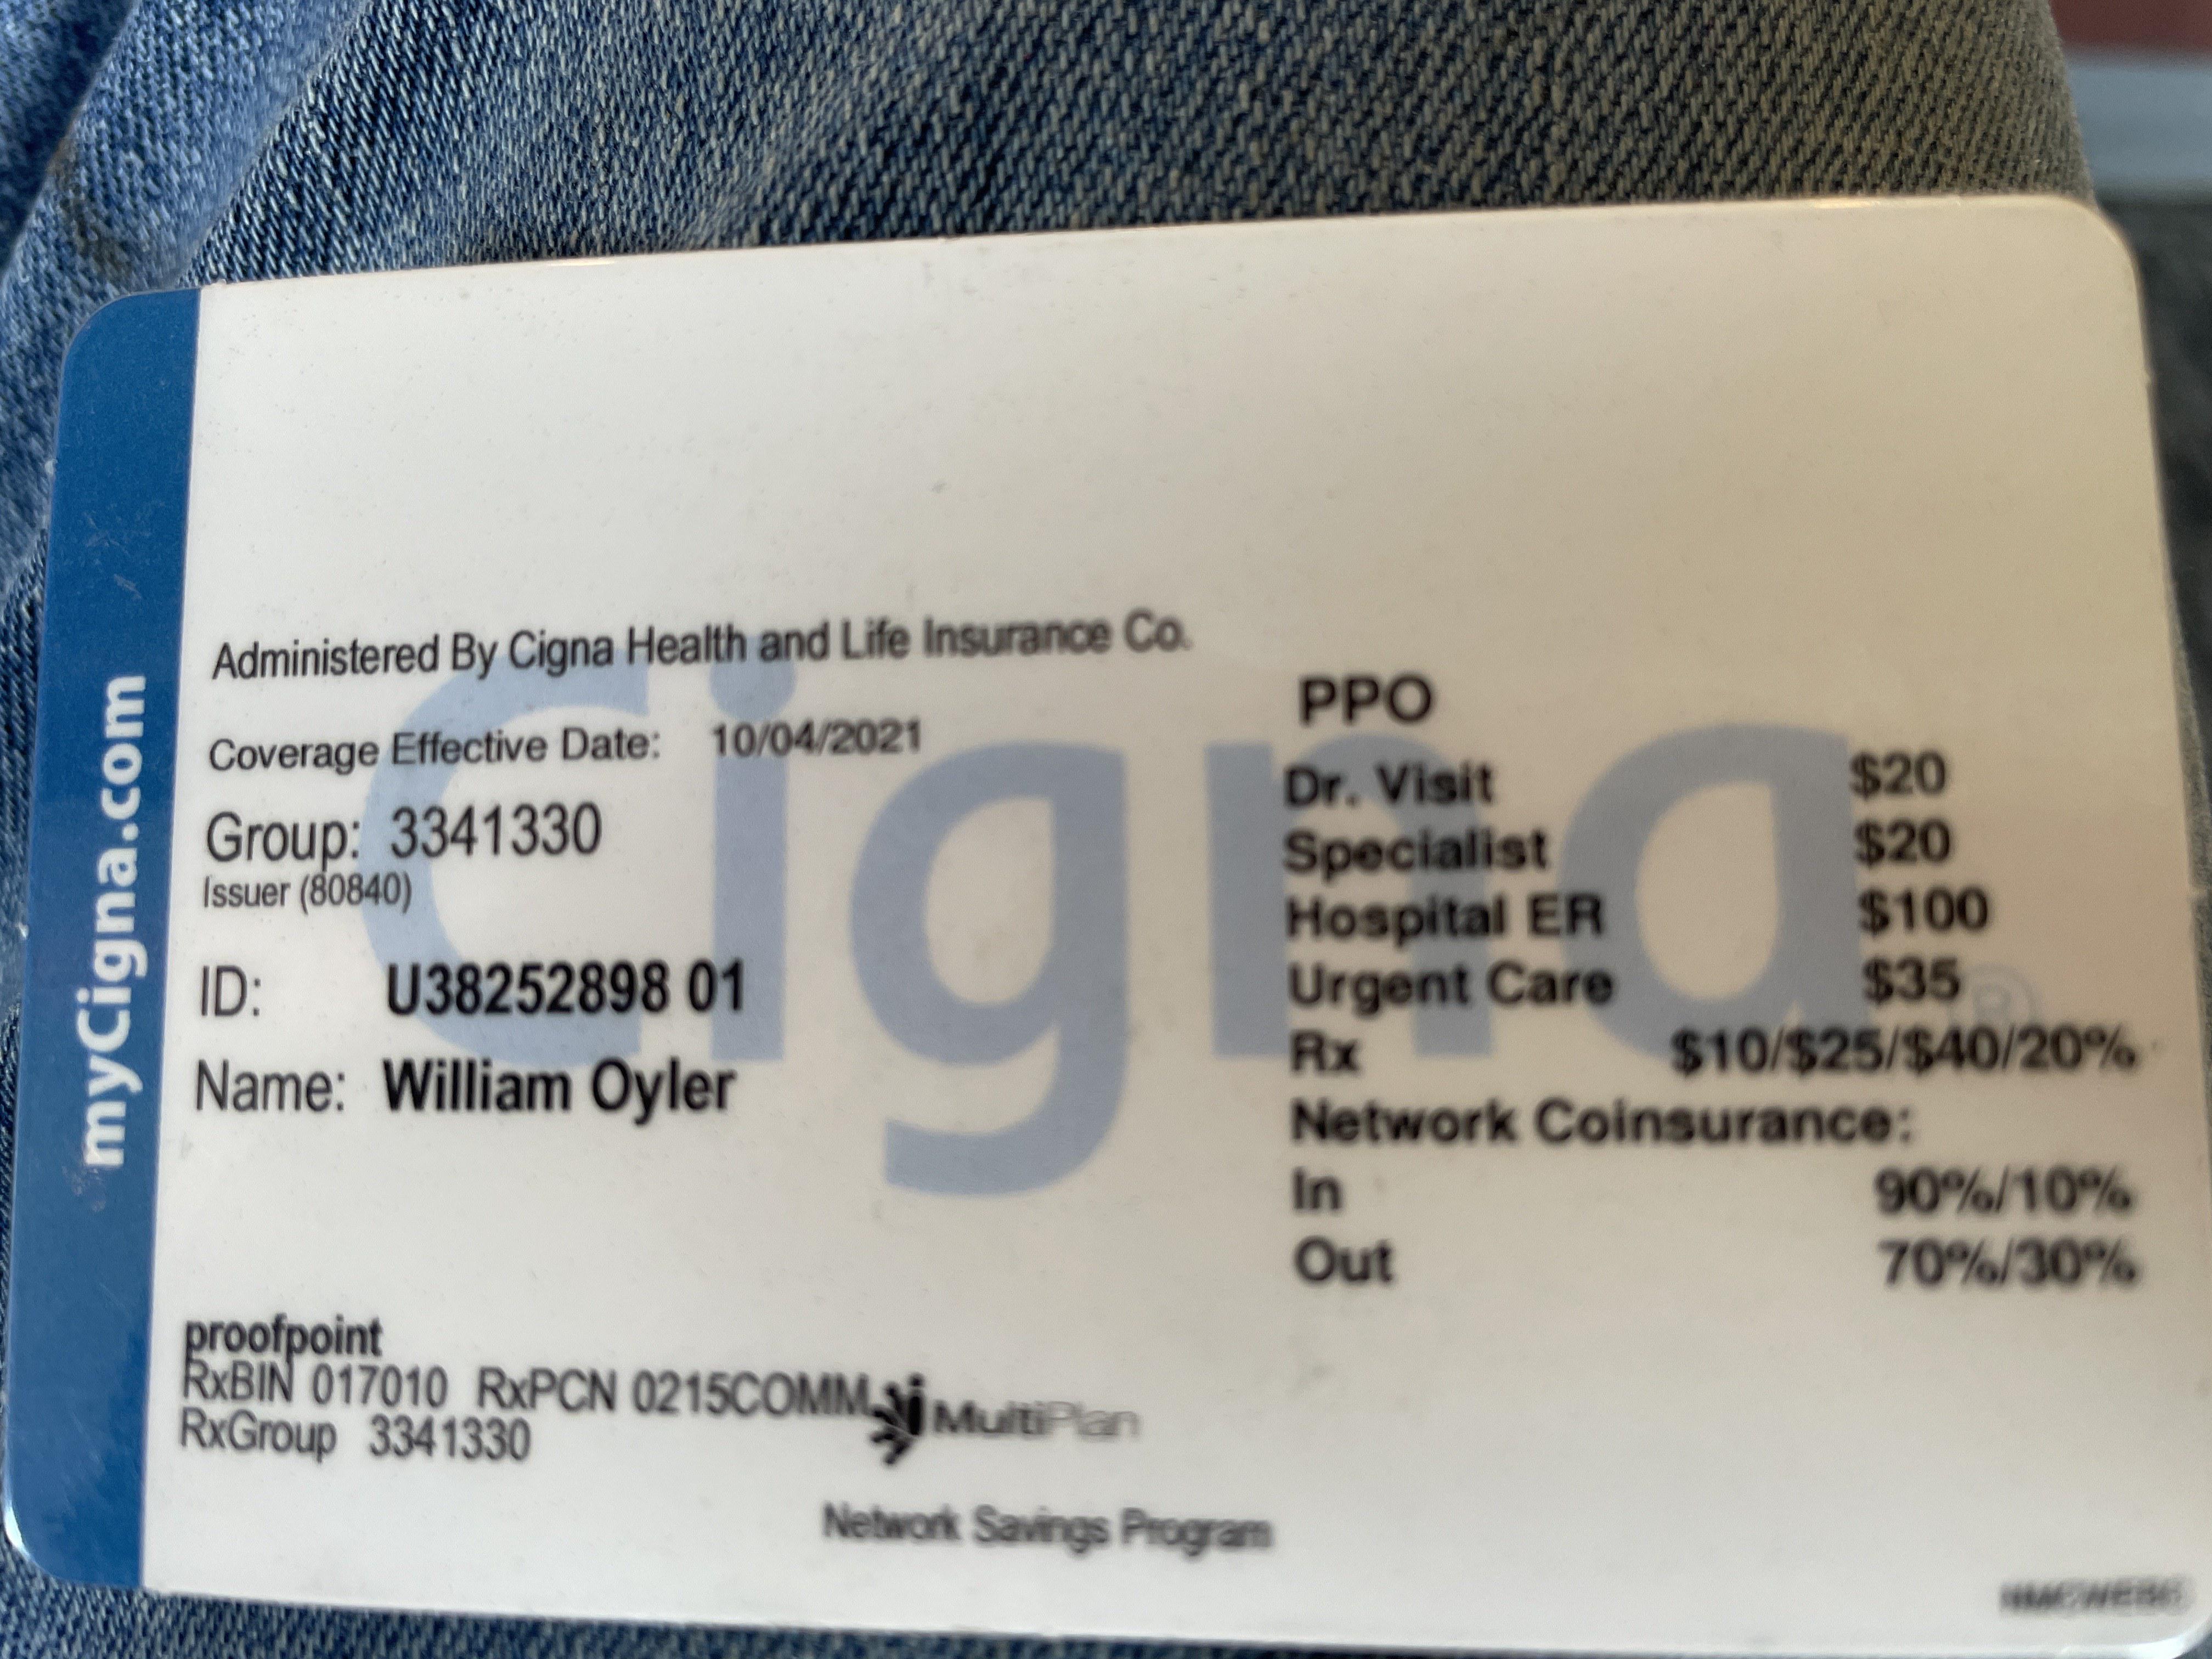 myCigna.com
Cigna
Administered By Cigna Health and Life Insurance Co.
Coverage Effective Date: 10/04/2021
Group: 3341330
Issuer (80840)
ID: U38252898 01
Name: William Oyler
proofpoint
RxBIN 017010 RxPCN 0215COMM
RxGroup 3341330
MultiPlan
Network Savings Program
PPO
Dr. Visit $20
Specialist $20
Hospital ER $100
Urgent Care $35
Rx $10/$25/$40/20%
Network Coinsurance:
In 90%/10%
Out 70%/30%